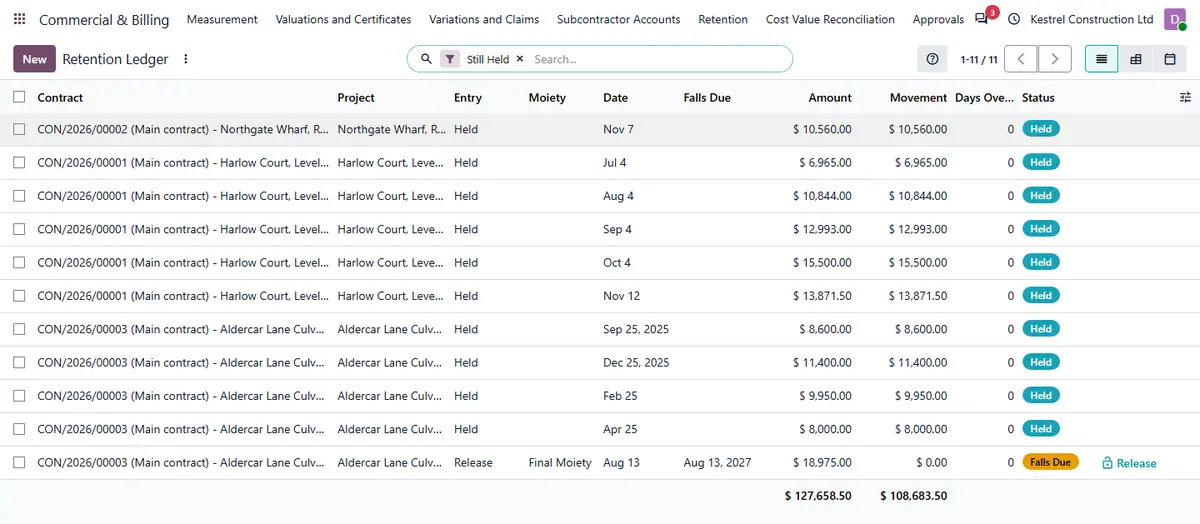 Commercial & Billing Measurement Valuations and Certificates Variations and Claims Subcontractor Accounts Retention Cost Value Reconciliation Approvals 3 Kestrel Construction Ltd D
New Retention Ledger Still Held × Search... 1-11 / 11
Contract Project Entry Moiety Date Falls Due Amount Movement Days Ove... Status
CON/2026/00002 (Main contract) - Northgate Wharf, R... Northgate Wharf, R... Held Nov 7 $ 10,560.00 $ 10,560.00 0 Held
CON/2026/00001 (Main contract) - Harlow Court, Level... Harlow Court, Leve... Held Jul 4 $ 6,965.00 $ 6,965.00 0 Held
CON/2026/00001 (Main contract) - Harlow Court, Level... Harlow Court, Leve... Held Aug 4 $ 10,844.00 $ 10,844.00 0 Held
CON/2026/00001 (Main contract) - Harlow Court, Level... Harlow Court, Leve... Held Sep 4 $ 12,993.00 $ 12,993.00 0 Held
CON/2026/00001 (Main contract) - Harlow Court, Level... Harlow Court, Leve... Held Oct 4 $ 15,500.00 $ 15,500.00 0 Held
CON/2026/00001 (Main contract) - Harlow Court, Level... Harlow Court, Leve... Held Nov 12 $ 13,871.50 $ 13,871.50 0 Held
CON/2026/00003 (Main contract) - Aldercar Lane Culv... Aldercar Lane Culv... Held Sep 25, 2025 $ 8,600.00 $ 8,600.00 0 Held
CON/2026/00003 (Main contract) - Aldercar Lane Culv... Aldercar Lane Culv... Held Dec 25, 2025 $ 11,400.00 $ 11,400.00 0 Held
CON/2026/00003 (Main contract) - Aldercar Lane Culv... Aldercar Lane Culv... Held Feb 25 $ 9,950.00 $ 9,950.00 0 Held
CON/2026/00003 (Main contract) - Aldercar Lane Culv... Aldercar Lane Culv... Held Apr 25 $ 8,000.00 $ 8,000.00 0 Held
CON/2026/00003 (Main contract) - Aldercar Lane Culv... Aldercar Lane Culv... Release Final Moiety Aug 13 Aug 13, 2027 $ 18,975.00 $ 0.00 0 Falls Due Release
$ 127,658.50 $ 108,683.50